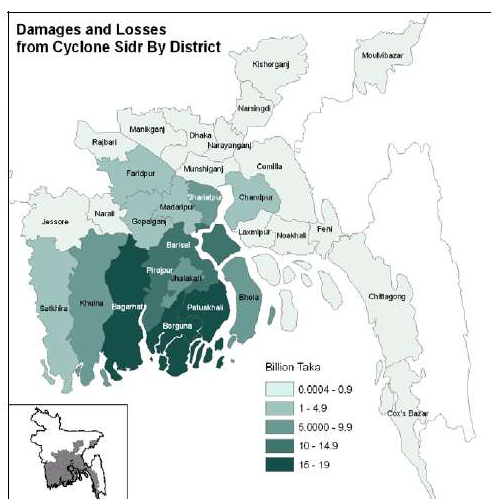 Damages and Losses
from Cyclone Sidr By District
Moulvibazar
Kishorganj
Narsingdi
Manikganj
Dhaka
Rajbari
Narayanganj
Munshiganj
Comilla
Faridpur
Shariatpur
Chandpur
Madaripur
Narail
Gopalganj
Jessore
Laxmipur
Noakhali
Feni
Barisal
Pirojpur
Jhalakati
Bhola
Chittagong
Satkhira
Khulna
Bagerhat
Patuakhali
Borguna
Billion Taka
0.0004 - 0.9
1 - 4.9
5.0000 - 9.9
10 - 14.9
15 - 19
Cox's Bazar